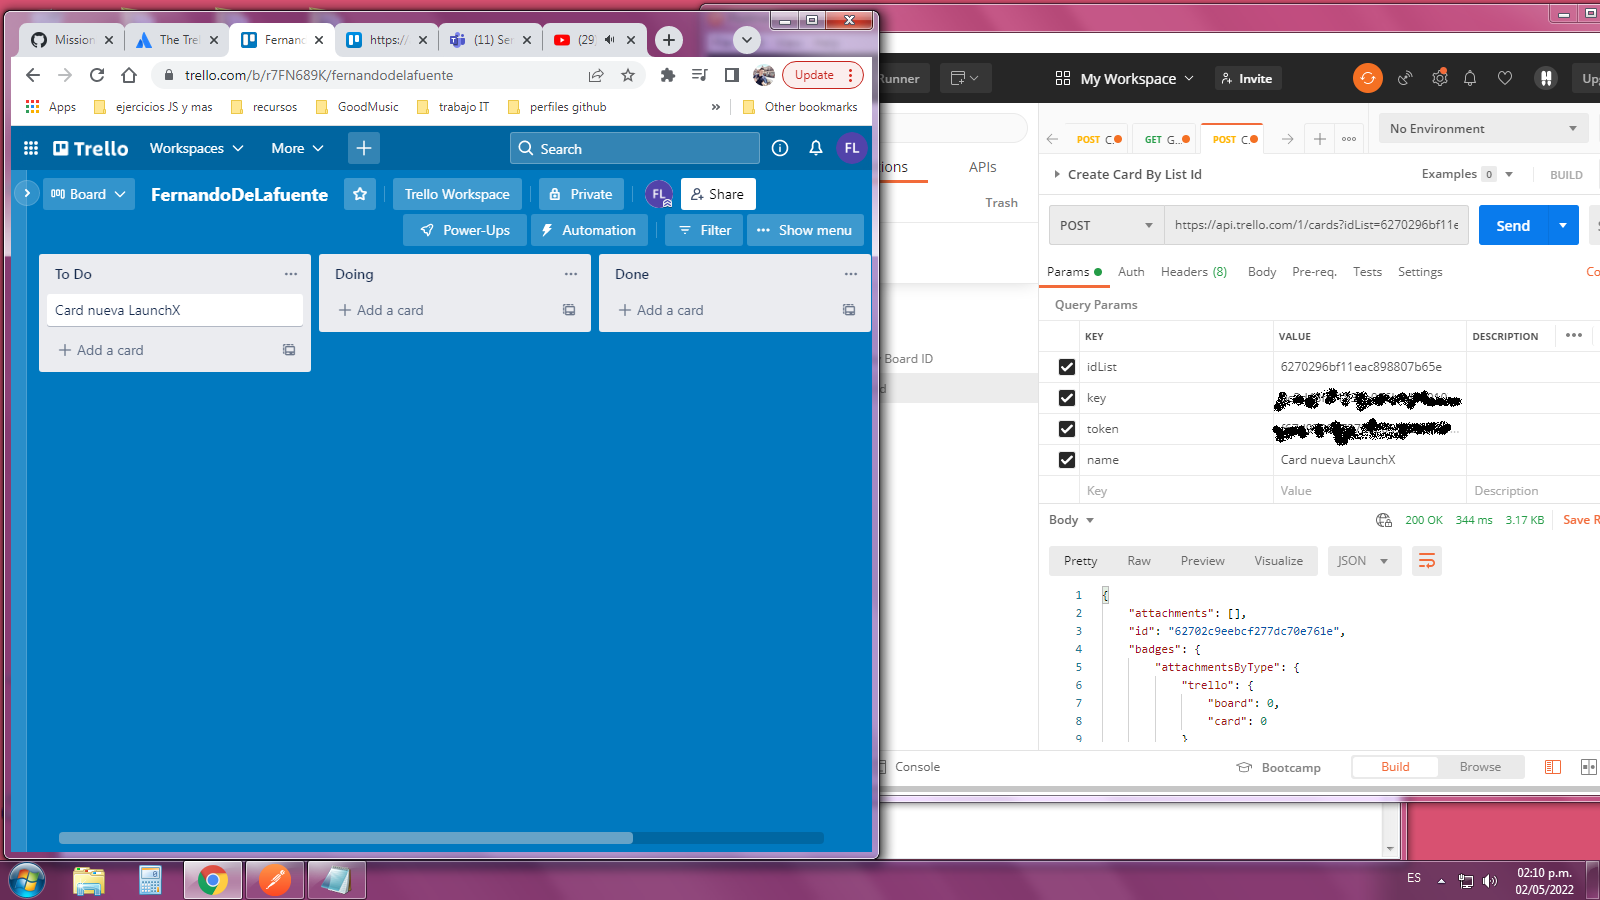 Mission
The Trel
Fernand
https://
(11) Ser
(29)
trello.com/b/r7FN689K/fernandodelafuente
Update
Apps
ejercicios JS y mas
recursos
GoodMusic
trabajo IT
perfiles github
»
Other bookmarks
Trello
Workspaces
More
Search
FL
Board
FernandoDeLafuente
Trello Workspace
Private
FL
Share
Power-Ups
Automation
Filter
Show menu
To Do
Card nueva LaunchX
+ Add a card
Doing
+ Add a card
Done
+ Add a card
Runner
My Workspace
Invite
Upg
ions
APIs
Trash
Board ID
d
POST C..
GET G...
POST C..
No Environment
Create Card By List Id
Examples 0
BUILD
POST
https://api.trello.com/1/cards?idList=6270296bf11e
Send
S
Params
Auth
Headers (8)
Body
Pre-req.
Tests
Settings
Co
Query Params
KEY VALUE DESCRIPTION
idList 6270296bf11eac898807b65e
key
token
name Card nueva LaunchX
Key Value Description
Body
200 OK 344 ms 3.17 KB Save R
Pretty Raw Preview Visualize JSON
1 {
2 "attachments": [],
3 "id": "62702c9eebcf277dc70e761e",
4 "badges": {
5 "attachmentsByType": {
6 "trello": {
7 "board": 0,
8 "card": 0
9 }
Console
Bootcamp
Build
Browse
ES
02:10 p.m.
02/05/2022